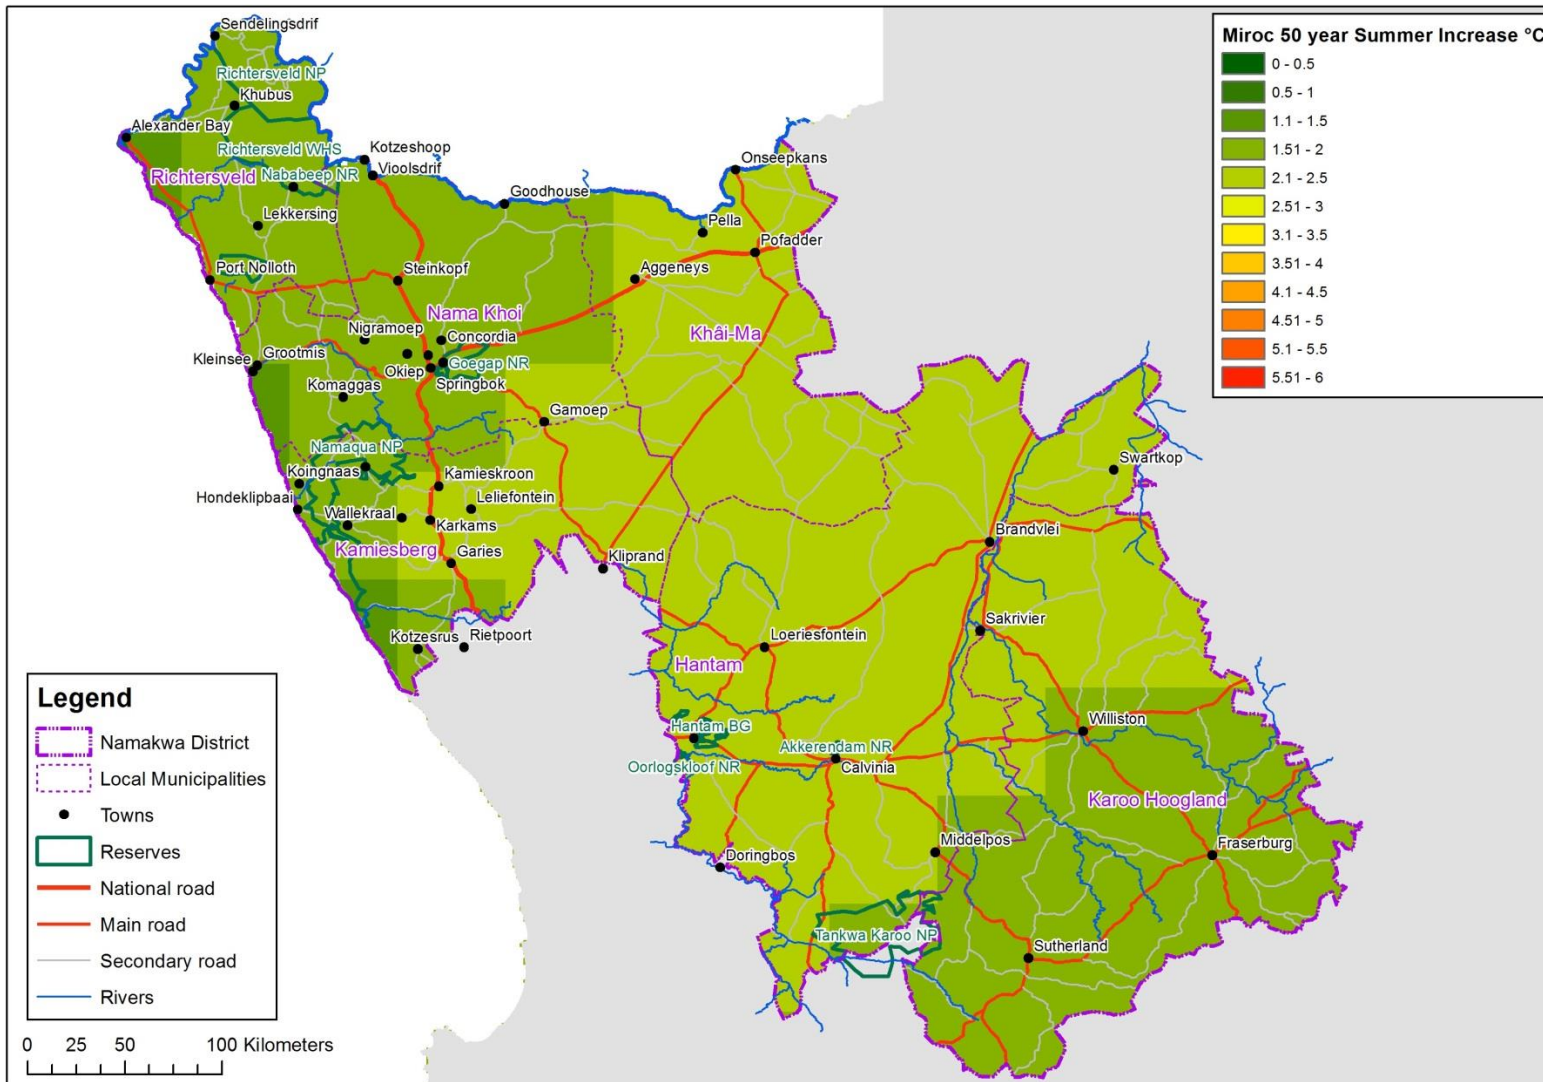 Sendelingsdrif
Richtersveld NP
Khubus
Alexander Bay
Richtersveld WHS
Kotzeshoop
Richtersveld
Nababeep NR
Vioolsdrif
Onseepkans
Goodhouse
Lekkersing
Pella
Pofadder
Port Nolloth
Steinkopf
Aggeneys
Nama Khoi
Nigramoep
Concordia
Khâi-Ma
Kleinsee
Grootmis
Okiep
Goegap NR
Springbok
Komaggas
Gamoep
Namaqua NP
Koingnaas
Kamieskroon
Swartkop
Hondeklipbaai
Leliefontein
Wallekraal
Karkams
Brandvlei
Kamiesberg
Garies
Kliprand
Sakrivier
Kotzesrus
Rietpoort
Loeriesfontein
Hantam
Williston
Hantam BG
Akkerendam NR
Oorlogskloof NR
Calvinia
Karoo Hoogland
Middelpos
Fraserburg
Doringbos
Tankwa Karoo NP
Sutherland
Miroc 50 year Summer Increase °C
0 - 0.5
0.5 - 1
1.1 - 1.5
1.51 - 2
2.1 - 2.5
2.51 - 3
3.1 - 3.5
3.51 - 4
4.1 - 4.5
4.51 - 5
5.1 - 5.5
5.51 - 6
Legend
Namakwa District
Local Municipalities
Towns
Reserves
National road
Main road
Secondary road
Rivers
0 25 50 100 Kilometers